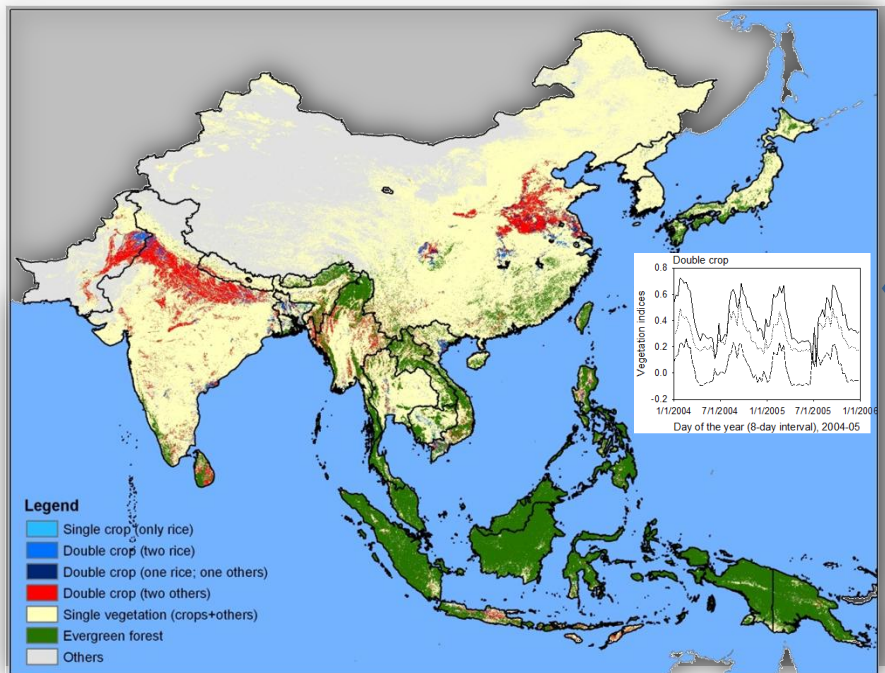 Double crop
0.8
0.6
0.4
0.2
0.0
-0.2
Vegetation indices
1/1/2004 7/1/2004 1/1/2005 7/1/2005 1/1/2006
Day of the year (8-day interval), 2004-05
Legend
Single crop (only rice)
Double crop (two rice)
Double crop (one rice; one others)
Double crop (two others)
Single vegetation (crops+others)
Evergreen forest
Others